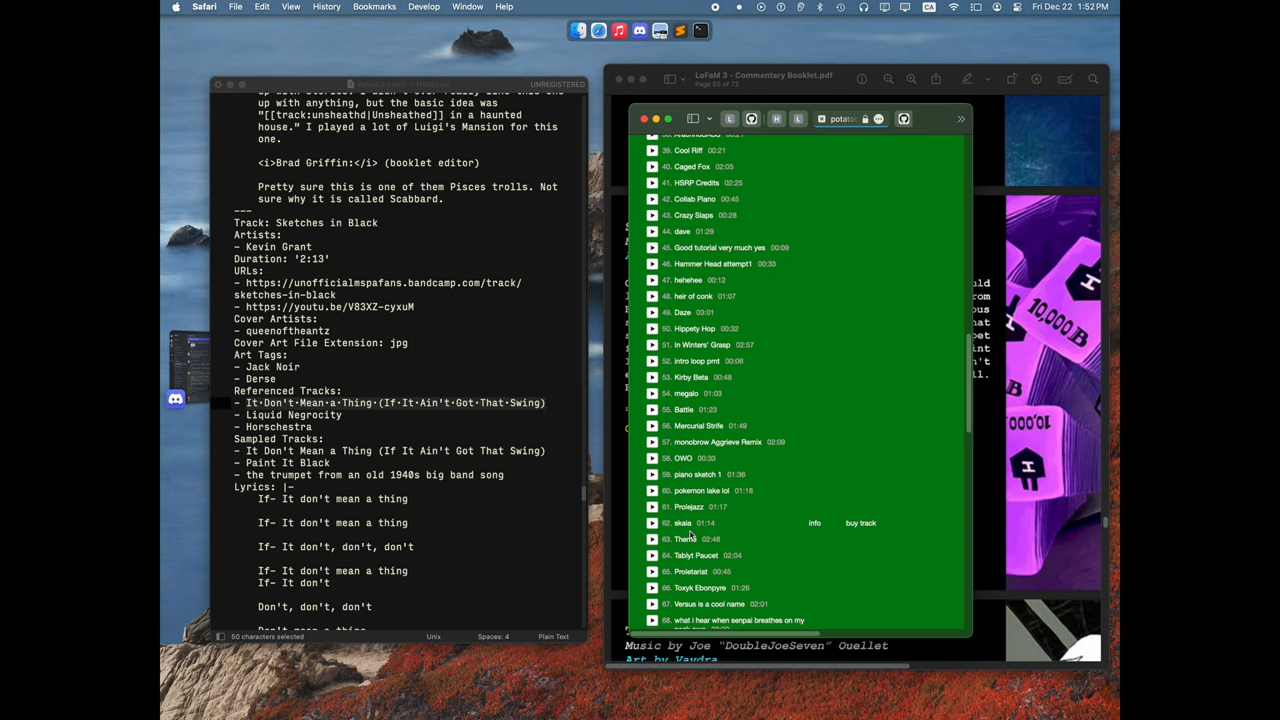 Safari File Edit View History Bookmarks Develop Window Help
CA
Fri Dec 22 1:52 PM
UNREGISTERED
up with anything, but the basic idea was
"[[track:unsheathd|Unsheathed]] in a haunted
house." I played a lot of Luigi's Mansion for this
one.
<i>Brad Griffin:</i> (booklet editor)
Pretty sure this is one of them Pisces trolls. Not
sure why it is called Scabbard.
---
Track: Sketches in Black
Artists:
- Kevin Grant
Duration: '2:13'
URLs:
- https://unofficialmspafans.bandcamp.com/track/
sketches-in-black
- https://youtu.be/V83XZ-cyxuM
Cover Artists:
- queenoftheantz
Cover Art File Extension: jpg
Art Tags:
- Jack Noir
- Derse
Referenced Tracks:
- It·Don't·Mean·a·Thing·(If·It·Ain't·Got·That·Swing)
- Liquid Negrocity
- Horschestra
Sampled Tracks:
- It Don't Mean a Thing (If It Ain't Got That Swing)
- Paint It Black
- the trumpet from an old 1940s big band song
Lyrics: |-
If- It don't mean a thing
If- It don't mean a thing
If- It don't, don't, don't
If- It don't mean a thing
If- It don't
Don't, don't, don't
50 characters selected
Unix
Spaces: 4
Plain Text
LoFaM 3 - Commentary Booklet.pdf
Page 55 of 72
potato
39. Cool Riff 00:21
40. Caged Fox 02:05
41. HSRP Credits 02:25
42. Collab Piano 00:45
43. Crazy Slaps 00:28
44. dave 01:29
45. Good tutorial very much yes 00:09
46. Hammer Head attempt1 00:33
47. hehehee 00:12
48. heir of conk 01:07
49. Daze 03:01
50. Hippety Hop 00:32
51. In Winters' Grasp 02:57
52. intro loop pmt 00:06
53. Kirby Beta 00:48
54. megalo 01:03
55. Battle 01:23
56. Mercurial Strife 01:49
57. monobrow Aggrieve Remix 02:09
58. OWO 00:33
59. piano sketch 1 01:36
60. pokemon lake lol 01:18
61. Prolejazz 01:17
62. skaia 01:14 info buy track
63. Theme 02:48
64. Tablyt Paucet 02:04
65. Proletariat 00:45
66. Toxyk Ebonpyre 01:26
67. Versus is a cool name 02:01
68. what i hear when senpai breathes on my
Music by Joe "DoubleJoeSeven" Ouellet
Art by Vavdra
10,000B
H